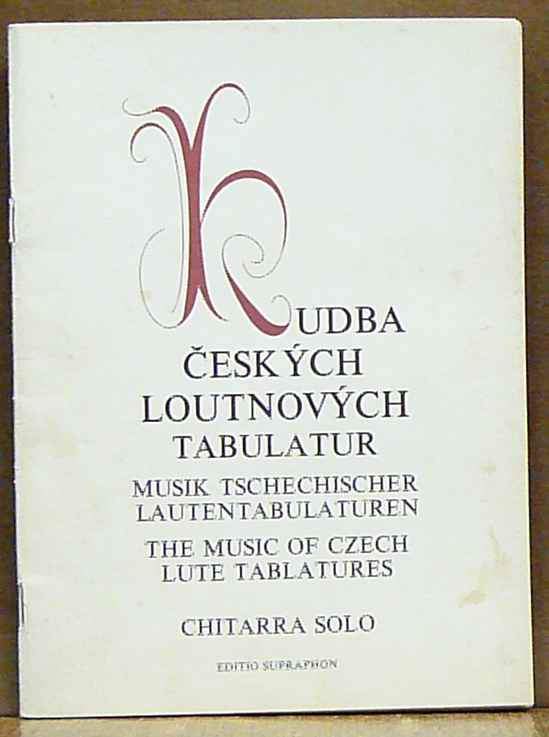 HUDBA
ČESKÝCH
LOUTNOVÝCH
TABULATUR
MUSIK TSCHECHISCHER
LAUTENTABULATUREN
THE MUSIC OF CZECH
LUTE TABLATURES
CHITARRA SOLO
EDITIO SUPRAPHON